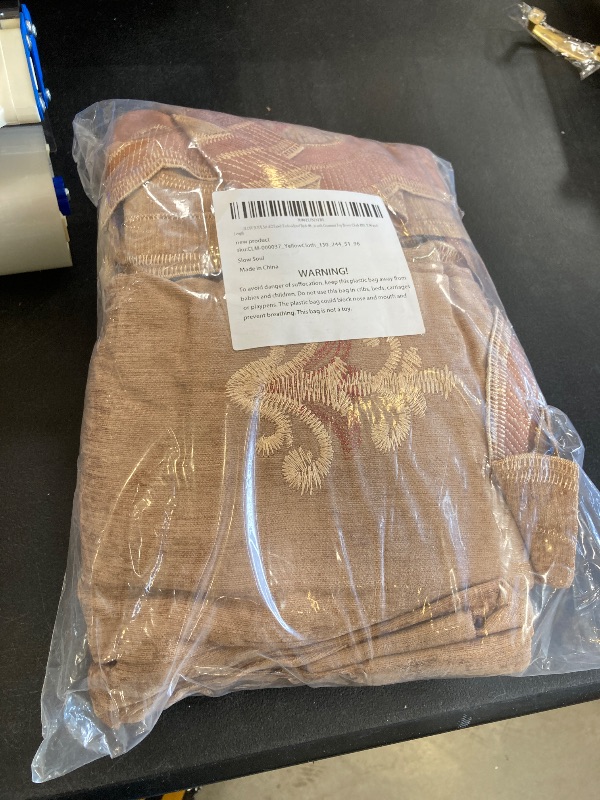 new product
Slow Soul
Made in China
WARNING!
To avoid danger of suffocation, keep this plastic bag away from
babies and children. Do not use this bag in cribs, beds, carriages
or playpens. The plastic bag could block nose and mouth and
prevent breathing. This bag is not a toy.